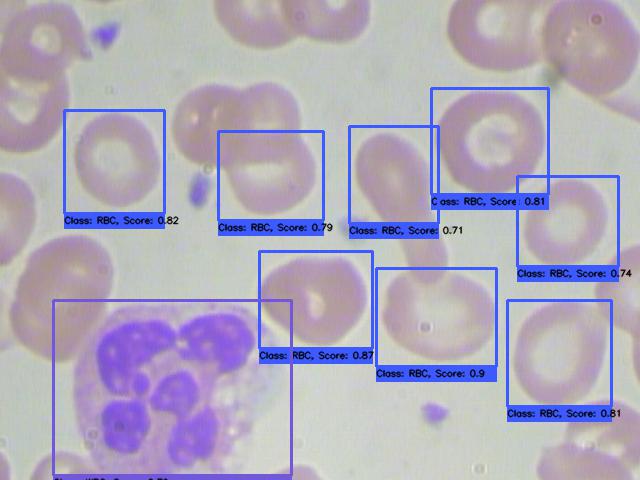 Class: RBC, Score: 0.82
Class: RBC, Score: 0.79
Class: RBC, Score: 0.71
Class: RBC, Score: 0.81
Class: RBC, Score: 0.74
Class: RBC, Score: 0.87
Class: RBC, Score: 0.9
Class: RBC, Score: 0.81